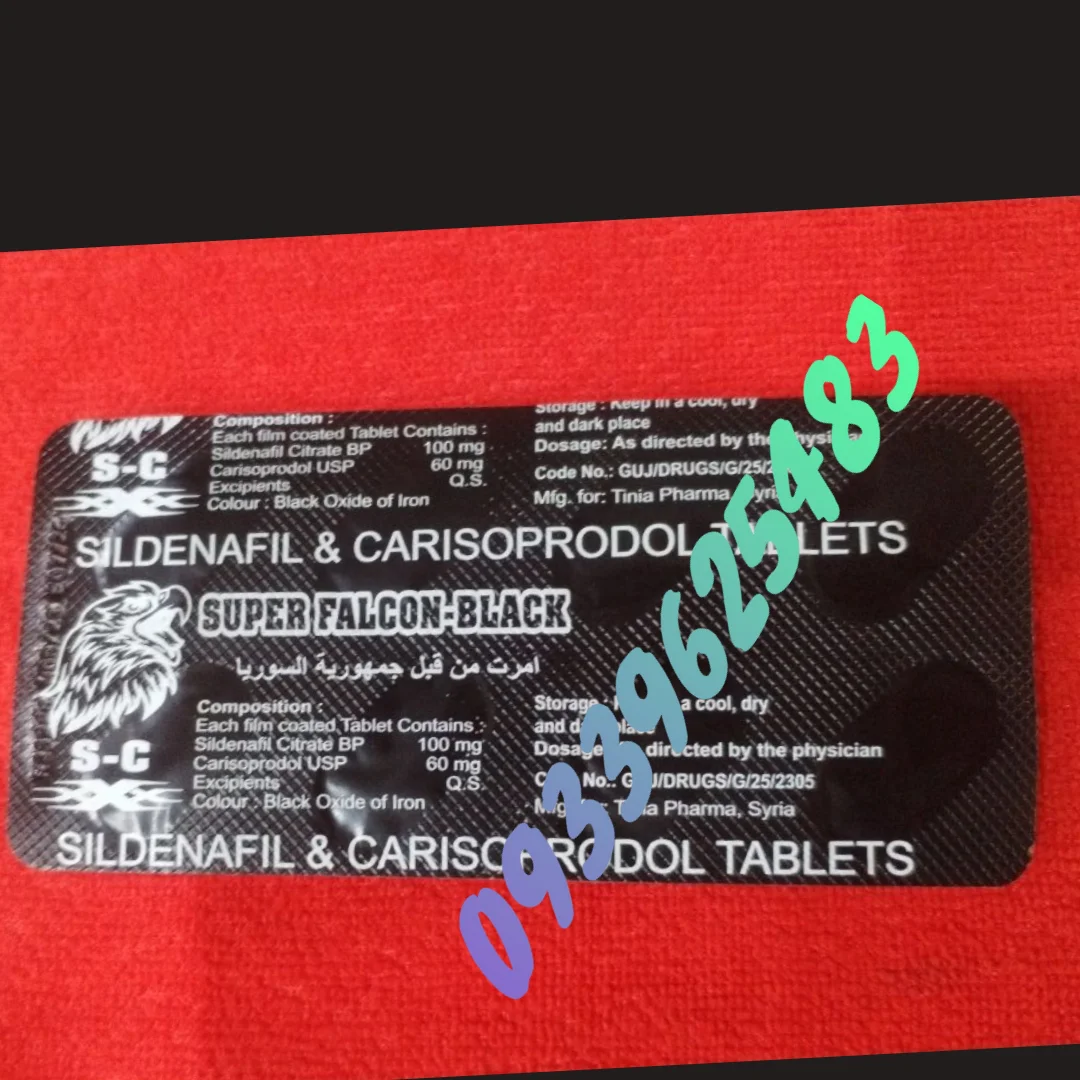 Composition :
Each film coated Tablet Contains :
Sildenafil Citrate BP 100 mg
Carisoprodol USP 60 mg
Excipients Q.S.
Colour : Black Oxide of Iron
S-C
XXX
Storage : Keep in a cool, dry
and dark place
Dosage: As directed by the
Code No.: GUJ/DRUGS/G/25/2
Mfg. for: Tinia Pharma,
SILDENAFIL & CARISOPRODOL TABLETS
SUPER FALCON-BLACK
امرت من قبل جمهورية السوريا
Composition :
Each film coated Tablet Contains :
Sildenafil Citrate BP 100 mg
Carisoprodol USP 60 mg
Excipients Q.S.
Colour : Black Oxide of Iron
S-C
XXX
Storage : a cool, dry
and
directed by the physician
No.: GUJ/DRUGS/G/25/2305
Pharma, Syria
SILDENAFIL & CARISOPRODOL TABLETS
09339625483